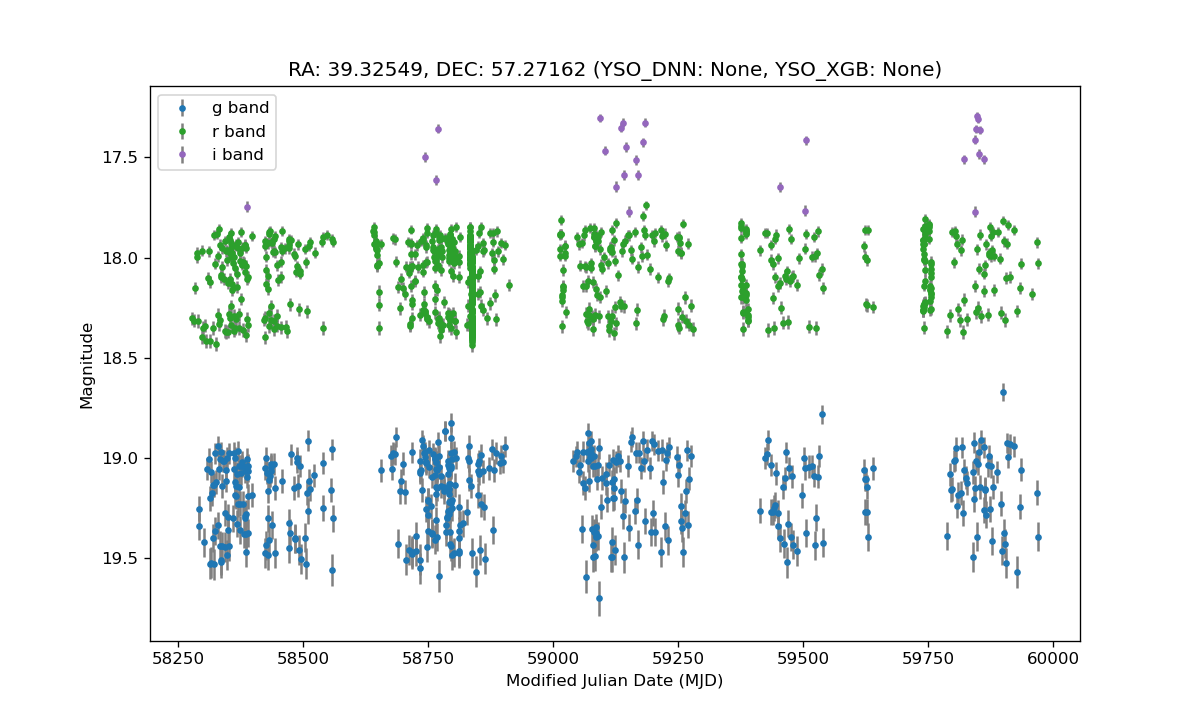 RA: 39.32549, DEC: 57.27162 (YSO_DNN: None, YSO_XGB: None)
g band
r band
i band
17.5
18.0
18.5
19.0
19.5
Magnitude
58250 58500 58750 59000 59250 59500 59750 60000
Modified Julian Date (MJD)